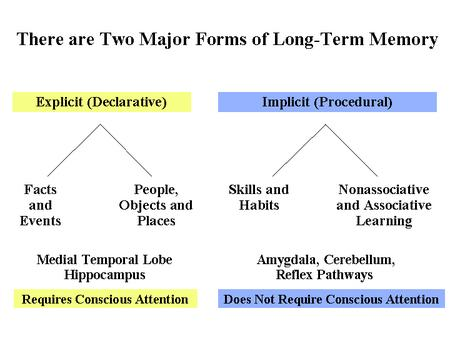 There are Two Major Forms of Long-Term Memory
Explicit (Declarative)
Implicit (Procedural)
Facts
and
Events
People,
Objects and
Places
Skills and
Habits
Nonassociative
and Associative
Learning
Medial Temporal Lobe
Hippocampus
Amygdala, Cerebellum,
Reflex Pathways
Requires Conscious Attention
Does Not Require Conscious Attention